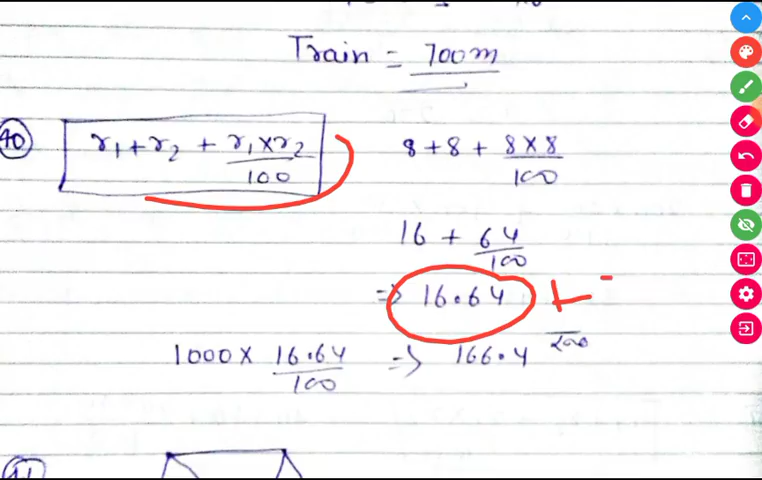 Train = 700m
40 r₁+r₂ + r₁×r₂/100 8+8+ 8×8/100
16 + 64/100
⇒ 16.64
1000 × 16.64/100 ⇒ 166.4
41